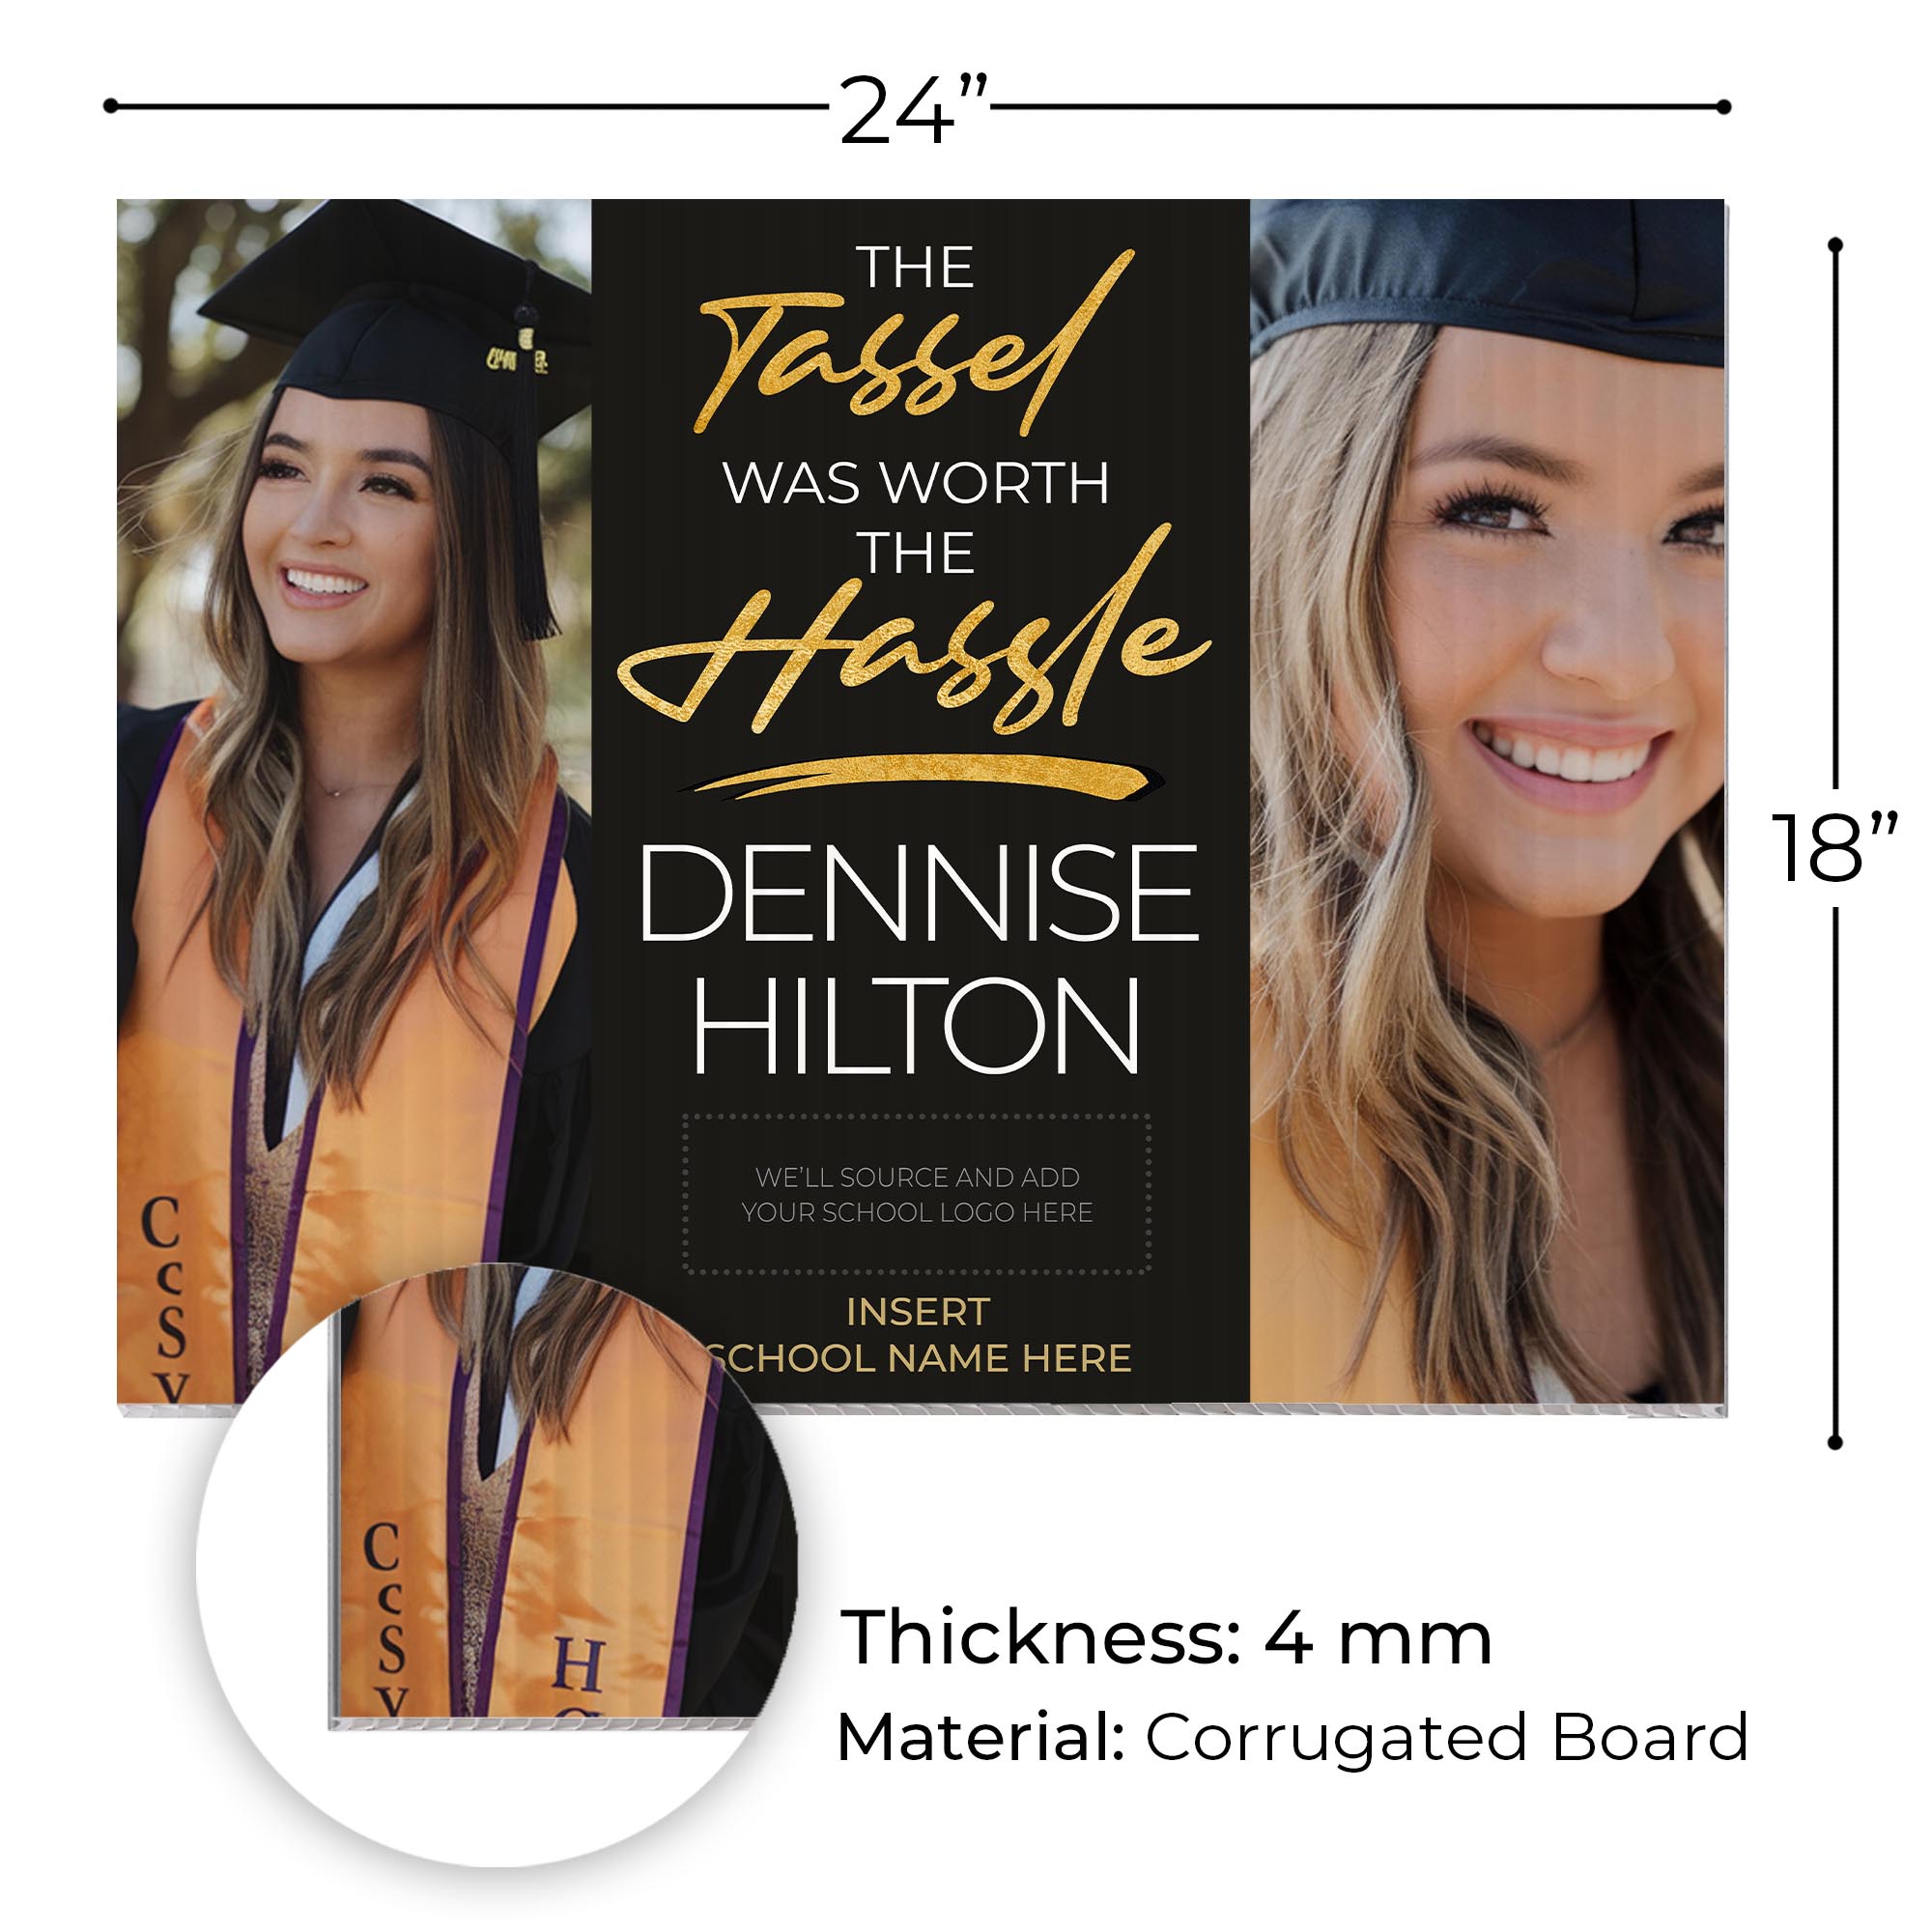 24”
THE
Tassel
WAS WORTH
THE
Hassle
DENNISE
HILTON
18”
WE’LL SOURCE AND ADD
YOUR SCHOOL LOGO HERE
INSERT
SCHOOL NAME HERE
C
C
S
V
C
C
S
V
H
Thickness: 4 mm
Material: Corrugated Board